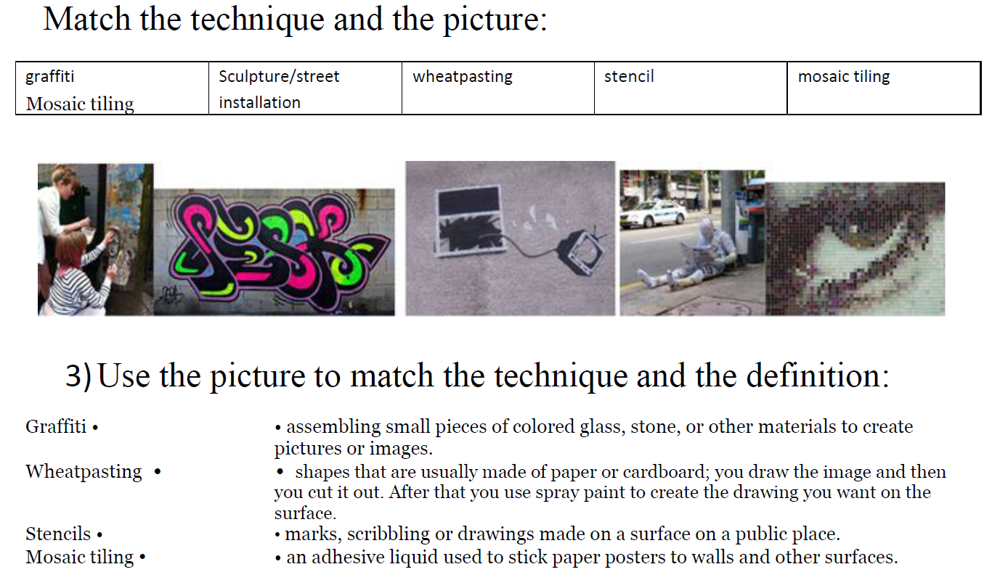 Match the technique and the picture:
graffiti
Mosaic tiling
Sculpture/street
installation
wheatpasting
stencil
mosaic tiling
3) Use the picture to match the technique and the definition:
Graffiti •
• assembling small pieces of colored glass, stone, or other materials to create
pictures or images.
Wheatpasting •
• shapes that are usually made of paper or cardboard; you draw the image and then
you cut it out. After that you use spray paint to create the drawing you want on the
surface.
Stencils •
• marks, scribbling or drawings made on a surface on a public place.
Mosaic tiling •
• an adhesive liquid used to stick paper posters to walls and other surfaces.